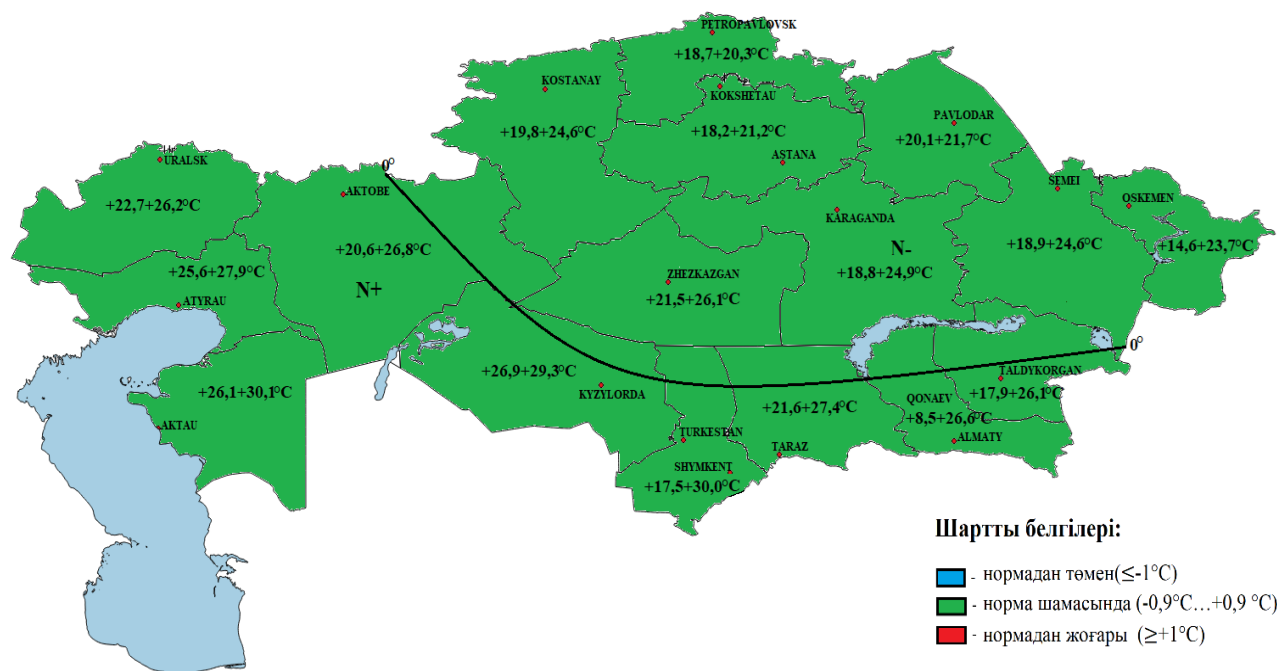 PETROPAVLOVSK
+18,7+20,3°C
KOSTANAY
KOKSHETAU
+19,8+24,6°C
+18,2+21,2°C
PAVLODAR
+20,1+21,7°C
URALSK
ASTANA
0°
AKTOBE
SEMEI
OSKEMEN
+22,7+26,2°C
KARAGANDA
+20,6+26,8°C
N-
+18,9+24,6°C
+14,6+23,7°C
+25,6+27,9°C
+18,8+24,9°C
ZHEZKAZGAN
N+
+21,5+26,1°C
ATYRAU
0°
+26,9+29,3°C
TALDYKORGAN
+26,1+30,1°C
KYZYLORDA
+17,9+26,1°C
QONAEV
+21,6+27,4°C
+8,5+26,6°C
AKTAU
TURKESTAN
ALMATY
TARAZ
SHYMKENT
+17,5+30,0°C
Шартты белгілері:
- нормадан төмен(≤-1°C)
- норма шамасында (-0,9°C…+0,9 °C)
- нормадан жоғары (≥+1°C)